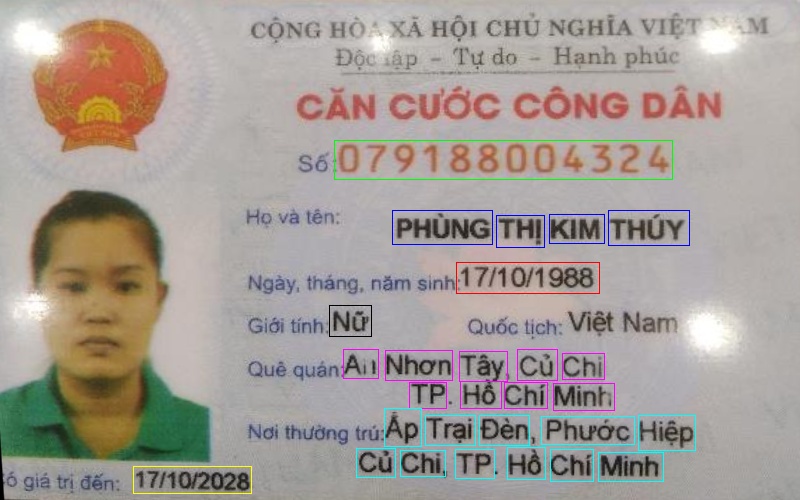 CỘNG HÒA XÃ HỘI CHỦ NGHĨA VIỆT NAM
Độc lập - Tự do - Hạnh phúc
CĂN CƯỚC CÔNG DÂN
Số: 079188004324
Họ và tên: PHÙNG THỊ KIM THÚY
Ngày, tháng, năm sinh: 17/10/1988
Giới tính: Nữ Quốc tịch: Việt Nam
Quê quán: An Nhơn Tây, Củ Chi
TP. Hồ Chí Minh
Nơi thường trú: Ấp Trại Đèn, Phước Hiệp
Củ Chi, TP. Hồ Chí Minh
Có giá trị đến: 17/10/2028